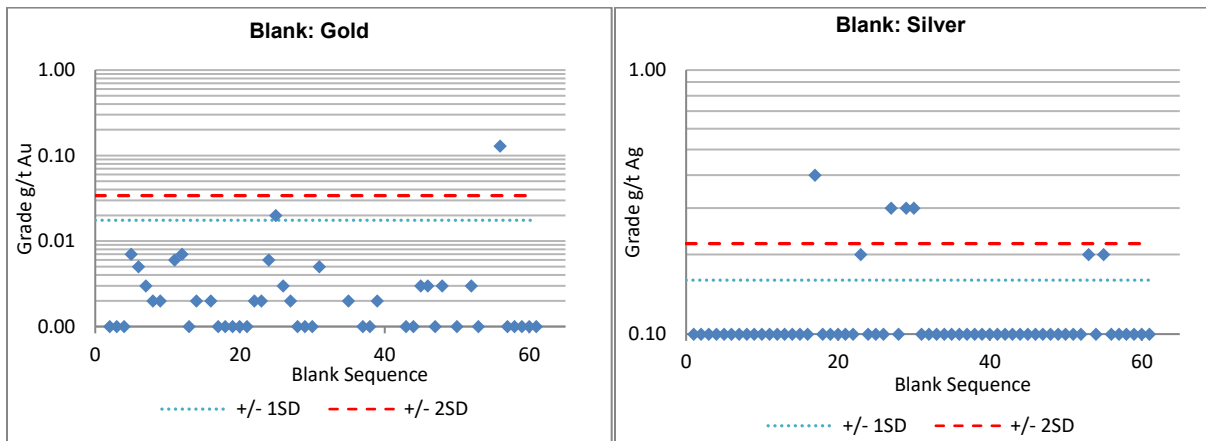 Blank: Gold
1.00
0.10
0.01
0.00
Grade g/t Au
0
20
40
60
Blank Sequence
+/- 1SD
+/- 2SD
Blank: Silver
1.00
0.10
Grade g/t Ag
0
20
40
60
Blank Sequence
+/- 1SD
+/- 2SD